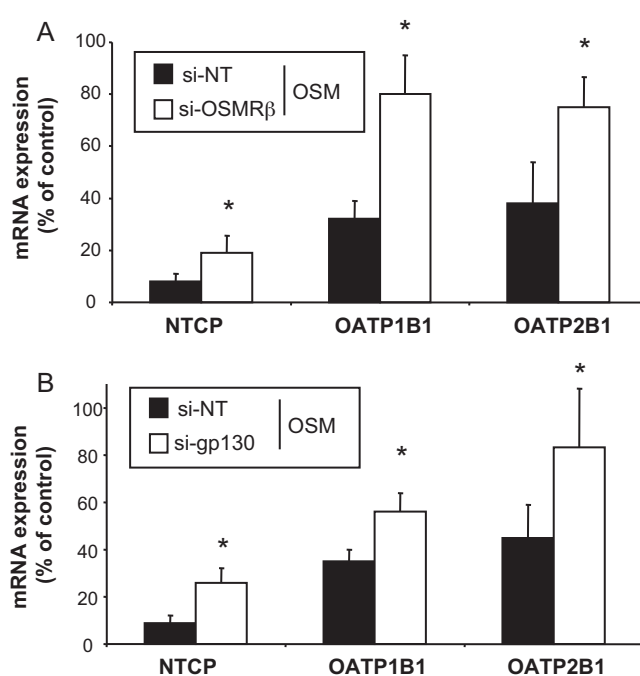 A
100
80
60
40
20
0
mRNA expression
(% of control)
si-NT
si-OSMRβ
OSM
*
*
*
NTCP
OATP1B1
OATP2B1
B
100
80
60
40
20
0
mRNA expression
(% of control)
si-NT
si-gp130
OSM
*
*
*
NTCP
OATP1B1
OATP2B1